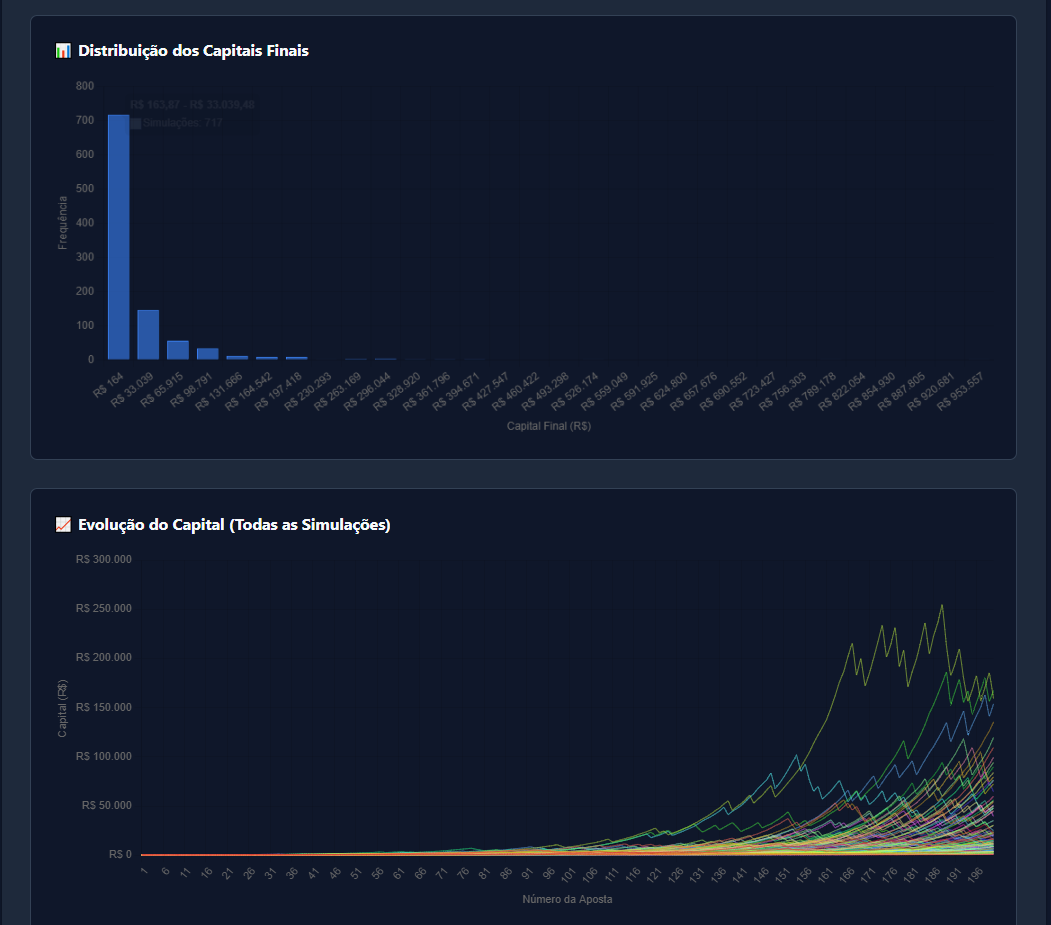 📊 Distribuição dos Capitais Finais
800
R$ 163,87 - R$ 33.039,48
Simulações: 717
700
600
500
400
300
200
100
0
Frequência
R$ 164
R$ 33.039
R$ 65.915
R$ 98.791
R$ 131.666
R$ 164.542
R$ 197.418
R$ 230.293
R$ 263.169
R$ 296.044
R$ 328.920
R$ 361.796
R$ 394.671
R$ 427.547
R$ 460.422
R$ 493.298
R$ 526.174
R$ 559.049
R$ 591.925
R$ 624.800
R$ 657.676
R$ 690.552
R$ 723.427
R$ 756.303
R$ 789.178
R$ 822.054
R$ 854.930
R$ 887.805
R$ 920.681
R$ 953.557
Capital Final (R$)
📈 Evolução do Capital (Todas as Simulações)
R$ 300.000
R$ 250.000
R$ 200.000
R$ 150.000
R$ 100.000
R$ 50.000
R$ 0
Capital (R$)
1
6
11
16
21
26
31
36
41
46
51
56
61
66
71
76
81
86
91
96
101
106
111
116
121
126
131
136
141
146
151
156
161
166
171
176
181
186
191
196
Número da Aposta